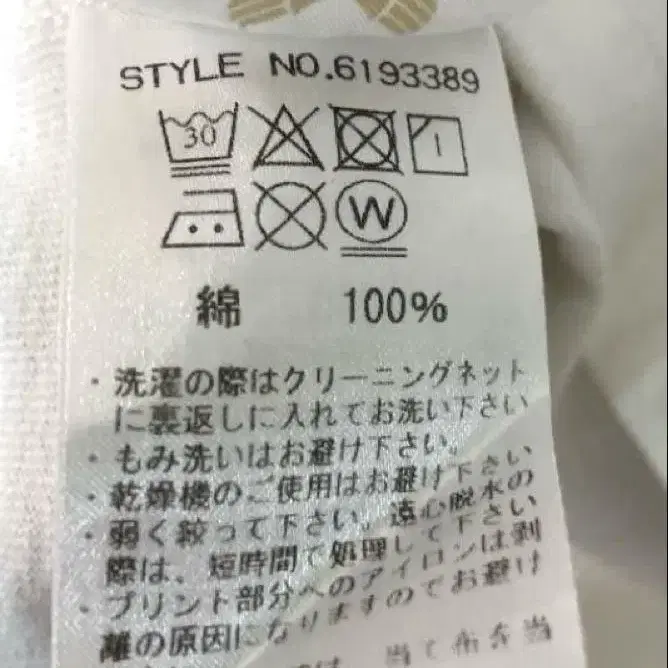 STYLE NO.6193389
30
W
綿 100%
・洗濯の際はクリーニングネット
に裏返しに入れてお洗い下さい
・もみ洗いはお避け下さい。
・乾燥機のご使用はお避け下さい
・弱く絞って下さい。遠心脱水の
際は、短時間で処理して下さい
・プリント部分へのアイロンは剥
離の原因になりますのでお避け
当て布を当